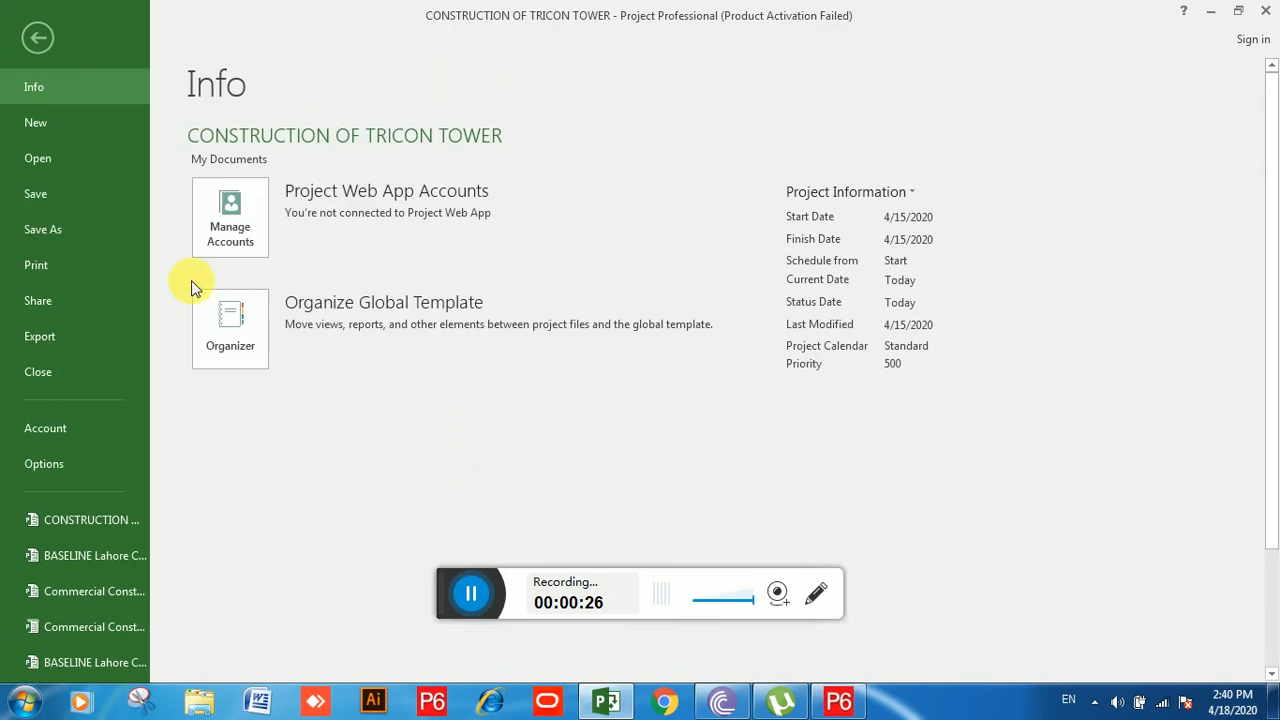 CONSTRUCTION OF TRICON TOWER - Project Professional (Product Activation Failed)
?
Sign in
Info
New
Open
Save
Save As
Print
Share
Export
Close
Account
Options
CONSTRUCTION ...
BASELINE Lahore C...
Commercial Const...
Commercial Const...
BASELINE Lahore C...
Info
CONSTRUCTION OF TRICON TOWER
My Documents
Manage
Accounts
Project Web App Accounts
You're not connected to Project Web App
Organizer
Organize Global Template
Move views, reports, and other elements between project files and the global template.
Project Information
Start Date 4/15/2020
Finish Date 4/15/2020
Schedule from Start
Current Date Today
Status Date Today
Last Modified 4/15/2020
Project Calendar Standard
Priority 500
Recording...
00:00:26
W
Ai
P6
P6
EN
2:40 PM
4/18/2020